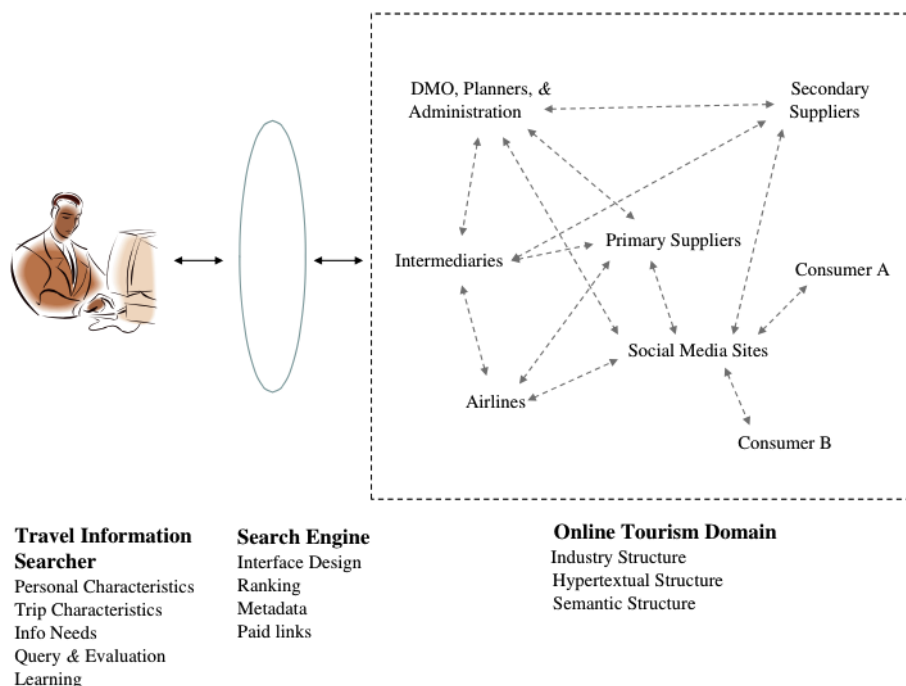 DMO, Planners, &
Administration
Secondary
Suppliers
Primary Suppliers
Intermediaries
Consumer A
Social Media Sites
Airlines
Consumer B
Travel Information
Searcher
Personal Characteristics
Trip Characteristics
Info Needs
Query & Evaluation
Learning
Search Engine
Interface Design
Ranking
Metadata
Paid links
Online Tourism Domain
Industry Structure
Hypertextual Structure
Semantic Structure